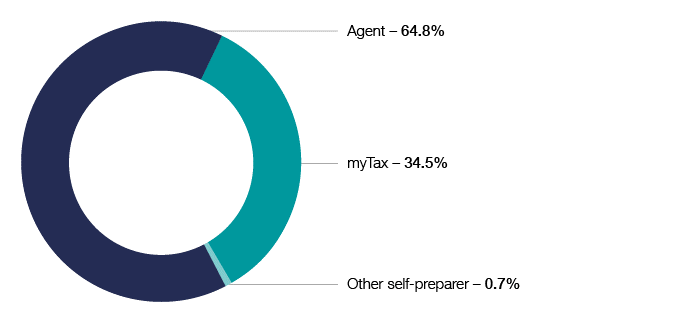 Agent – 64.8%
myTax – 34.5%
Other self-preparer – 0.7%